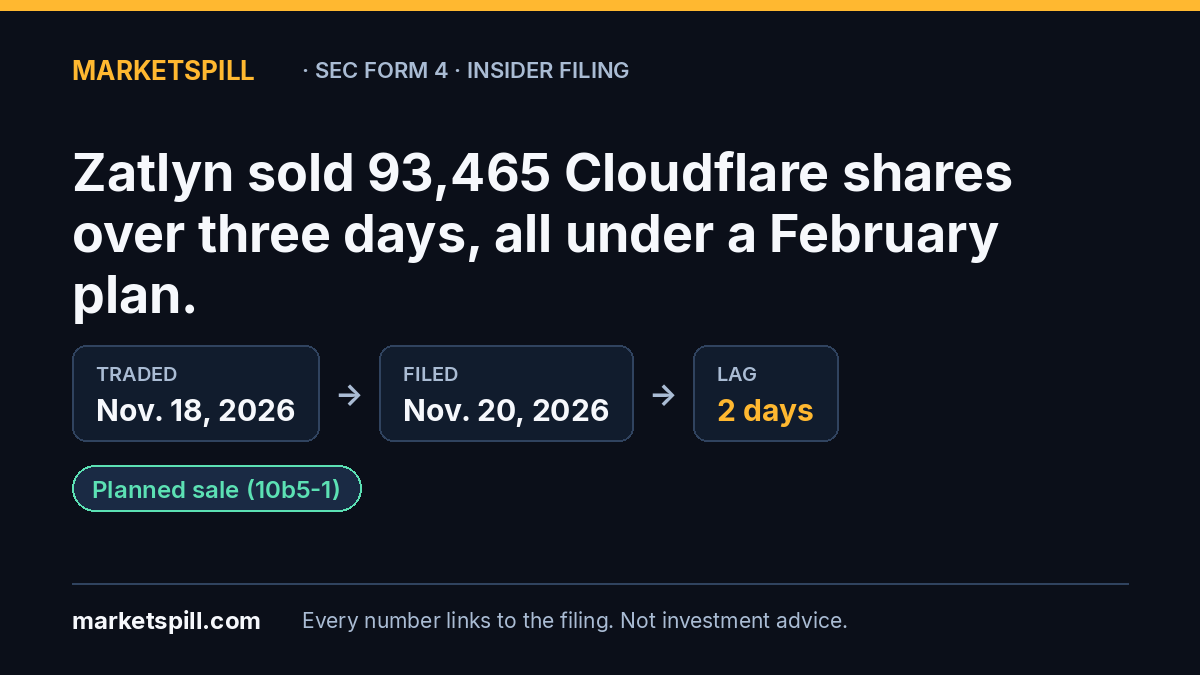 MARKETSPILL · SEC FORM 4 · INSIDER FILING
Zatlyn sold 93,465 Cloudflare shares
over three days, all under a February
plan.
TRADED
Nov. 18, 2026
→
FILED
Nov. 20, 2026
→
LAG
2 days
Planned sale (10b5-1)
marketspill.com Every number links to the filing. Not investment advice.